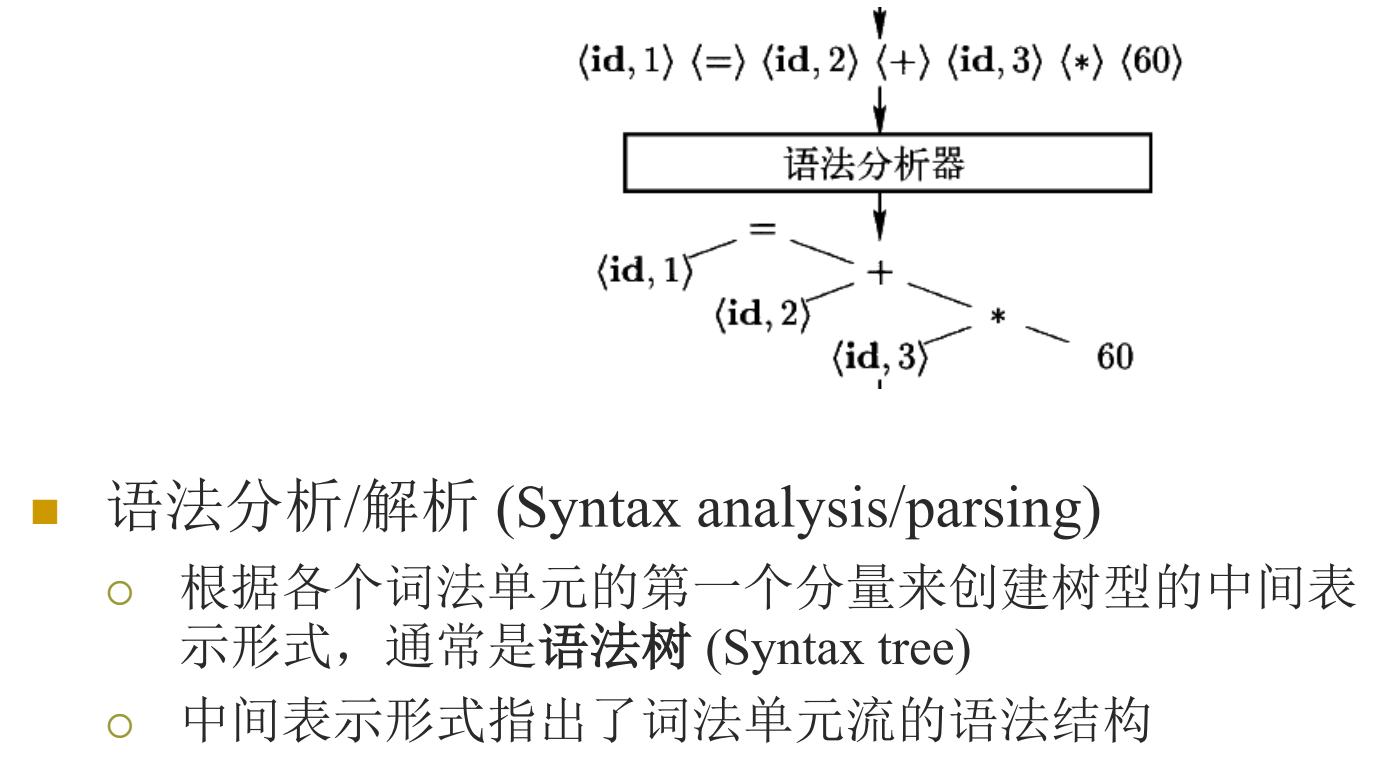 ⟨id, 1⟩ ⟨=⟩ ⟨id, 2⟩ ⟨+⟩ ⟨id, 3⟩ ⟨*⟩ ⟨60⟩
语法分析器
=
⟨id, 1⟩ +
⟨id, 2⟩ *
⟨id, 3⟩ 60
语法分析/解析 (Syntax analysis/parsing)
根据各个词法单元的第一个分量来创建树型的中间表
示形式，通常是语法树 (Syntax tree)
中间表示形式指出了词法单元流的语法结构